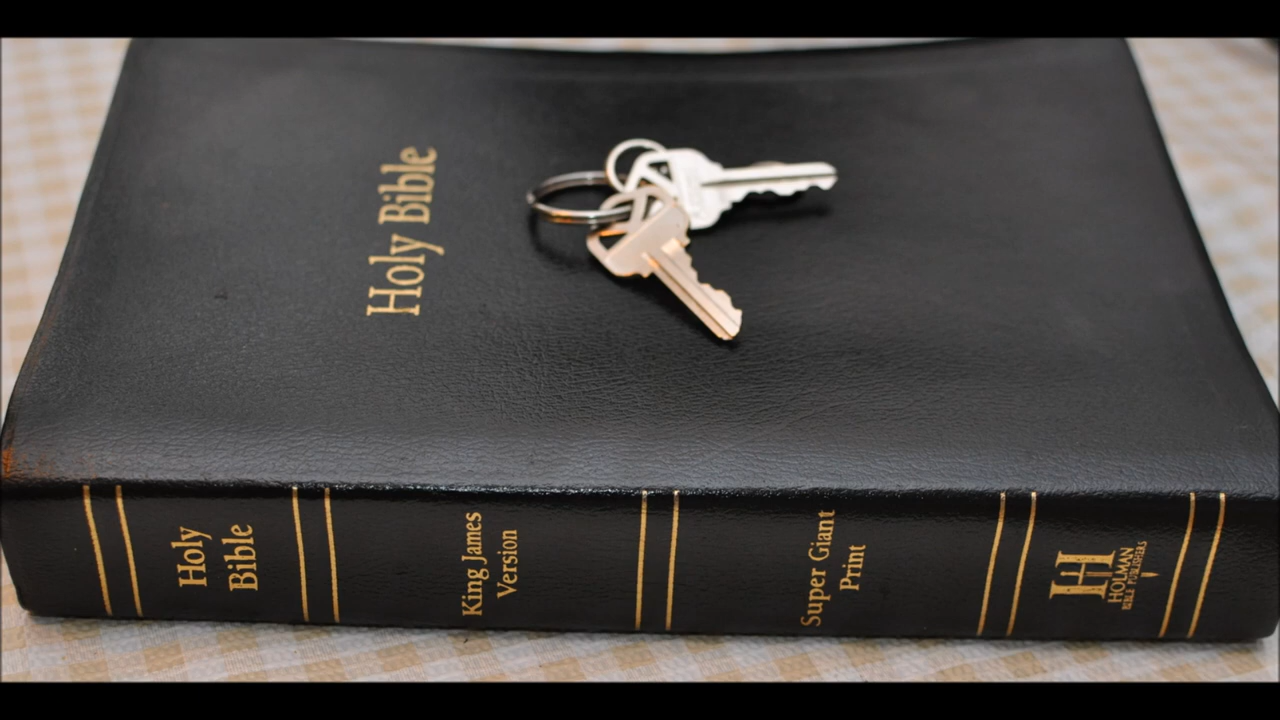 Holy Bible
Holy
Bible
King James
Version
Super Giant
Print
HOLMAN
BIBLE PUBLISHERS